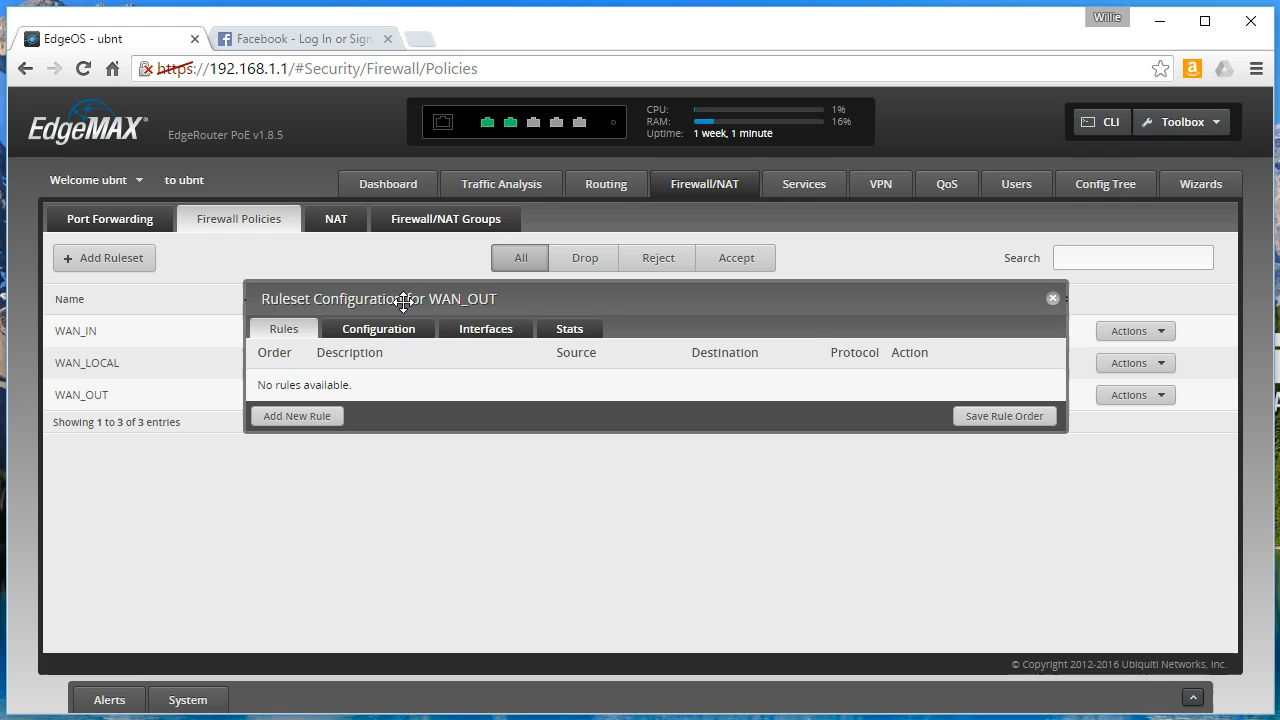 Willie
EdgeOS - ubnt
Facebook - Log In or Sign
https://192.168.1.1/#Security/Firewall/Policies
EdgeMAX
EdgeRouter PoE v1.8.5
CPU: 1%
RAM: 16%
Uptime: 1 week, 1 minute
CLI
Toolbox
Welcome ubnt to ubnt
Dashboard
Traffic Analysis
Routing
Firewall/NAT
Services
VPN
QoS
Users
Config Tree
Wizards
Port Forwarding
Firewall Policies
NAT
Firewall/NAT Groups
+ Add Ruleset
All
Drop
Reject
Accept
Search
Name
WAN_IN
Actions
WAN_LOCAL
Actions
WAN_OUT
Actions
Showing 1 to 3 of 3 entries
Ruleset Configuration for WAN_OUT
Rules
Configuration
Interfaces
Stats
Order Description Source Destination Protocol Action
No rules available.
Add New Rule
Save Rule Order
© Copyright 2012-2016 Ubiquiti Networks, Inc.
Alerts
System